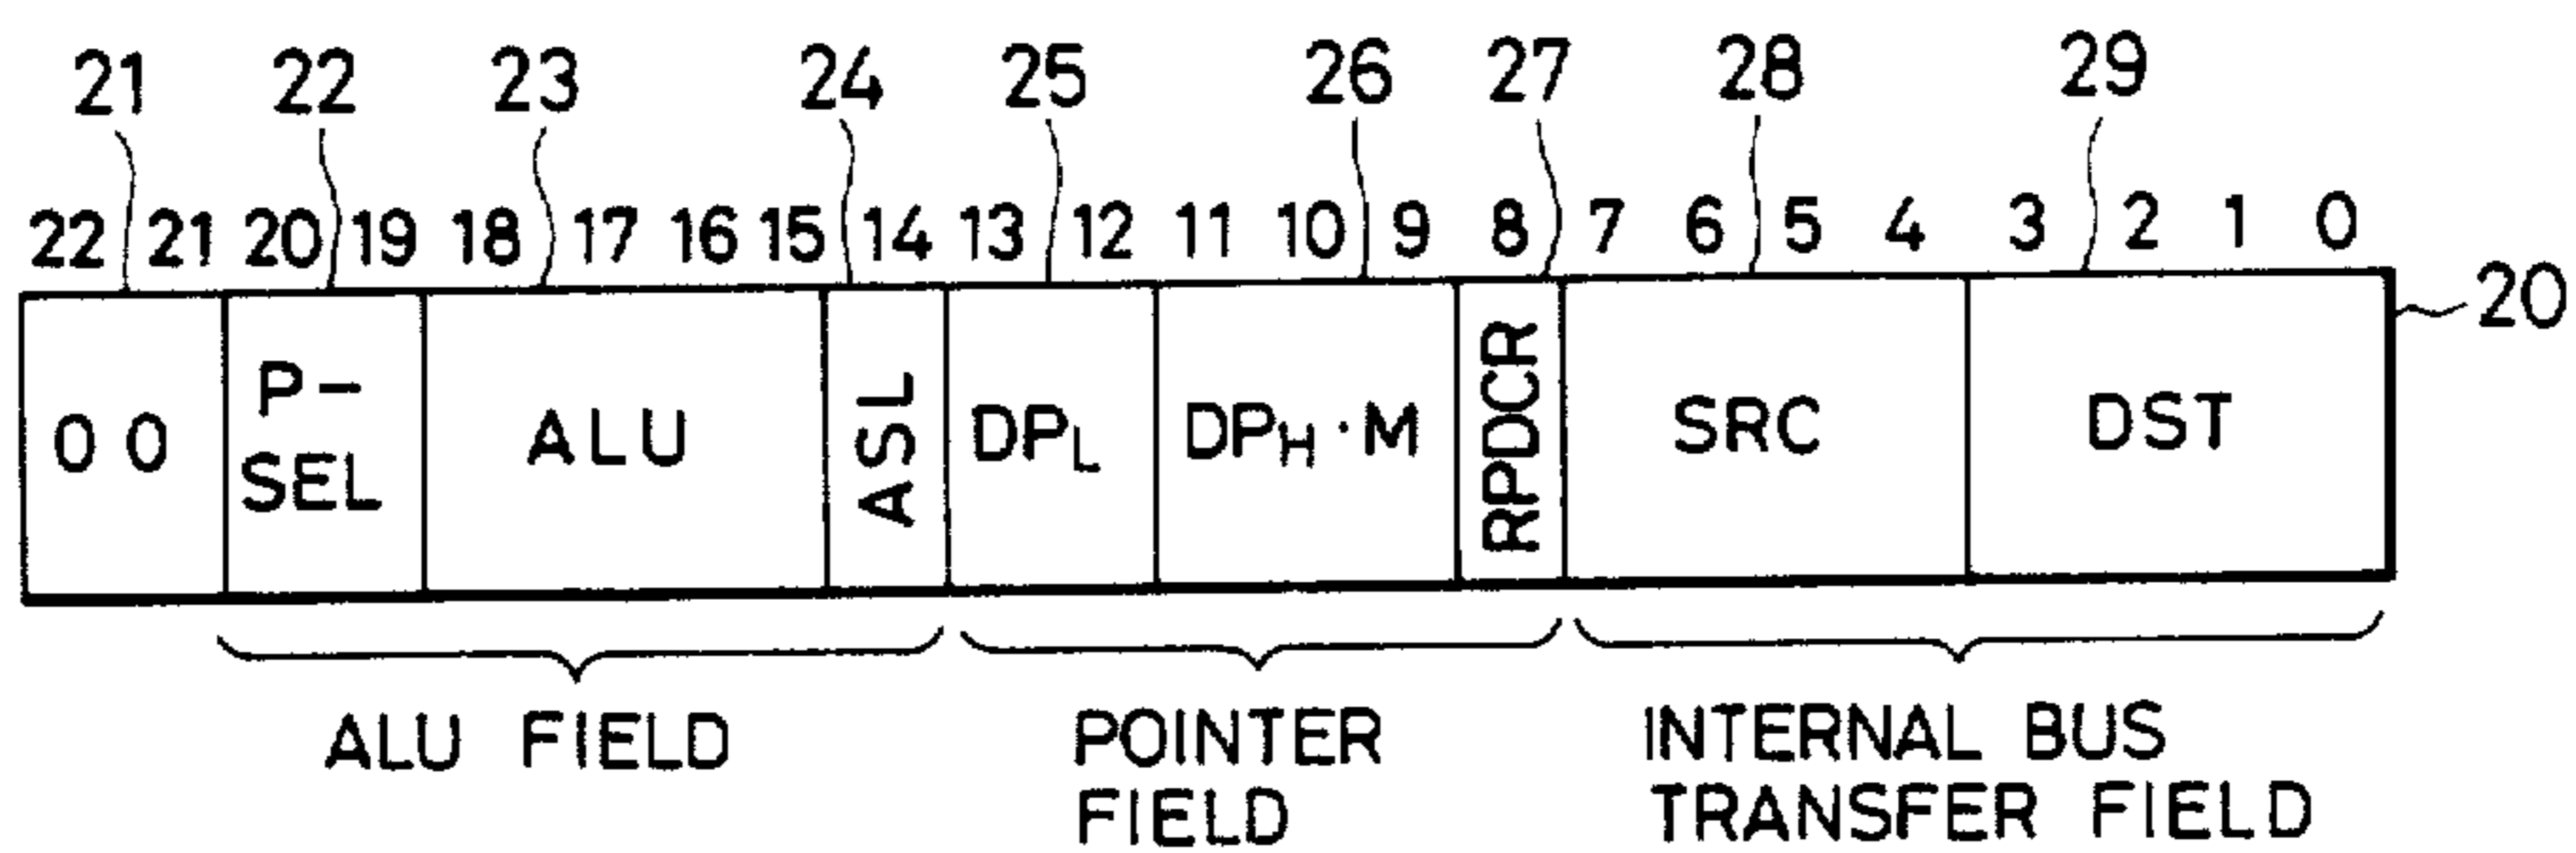 21 22 23 24 25 26 27 28 29
22 21 20 19 18 17 16 15 14 13 12 11 10 9 8 7 6 5 4 3 2 1 0
20
0 0
P-
SEL
ALU
ASL
DPL
DPH·M
RPDCR
SRC
DST
ALU FIELD
POINTER
FIELD
INTERNAL BUS
TRANSFER FIELD